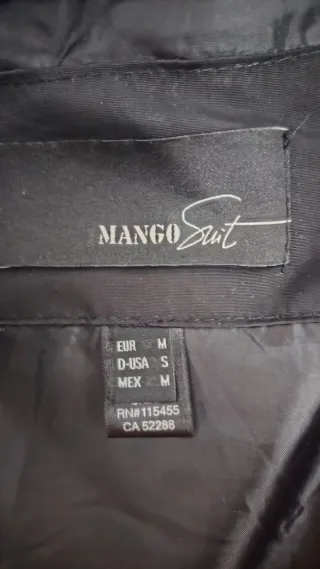 MANGO Suit
EUR M
D-USA S
MEX M
RN#115455
CA 52288